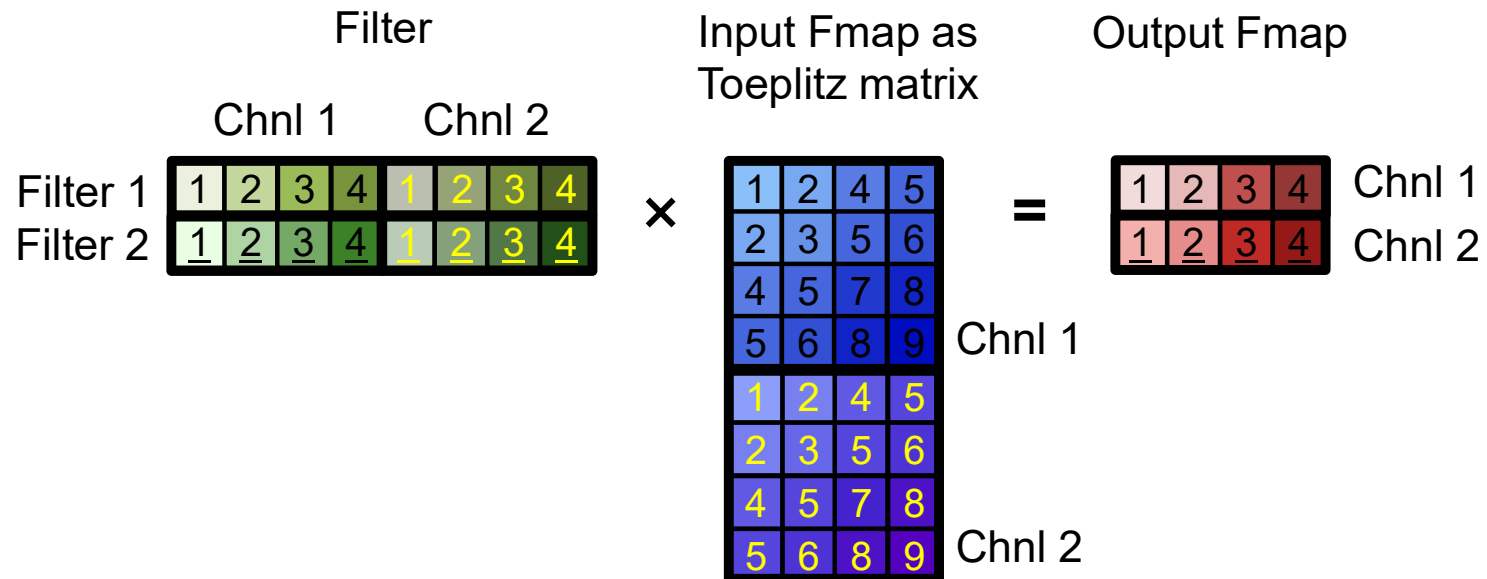 Filter
Input Fmap as
Toeplitz matrix
Output Fmap
Chnl 1 Chnl 2
Filter 1 1 2 3 4 1 2 3 4
Filter 2 1 2 3 4 1 2 3 4
×
1 2 4 5
2 3 5 6
4 5 7 8
5 6 8 9 Chnl 1
1 2 4 5
2 3 5 6
4 5 7 8
5 6 8 9 Chnl 2
=
1 2 3 4 Chnl 1
1 2 3 4 Chnl 2